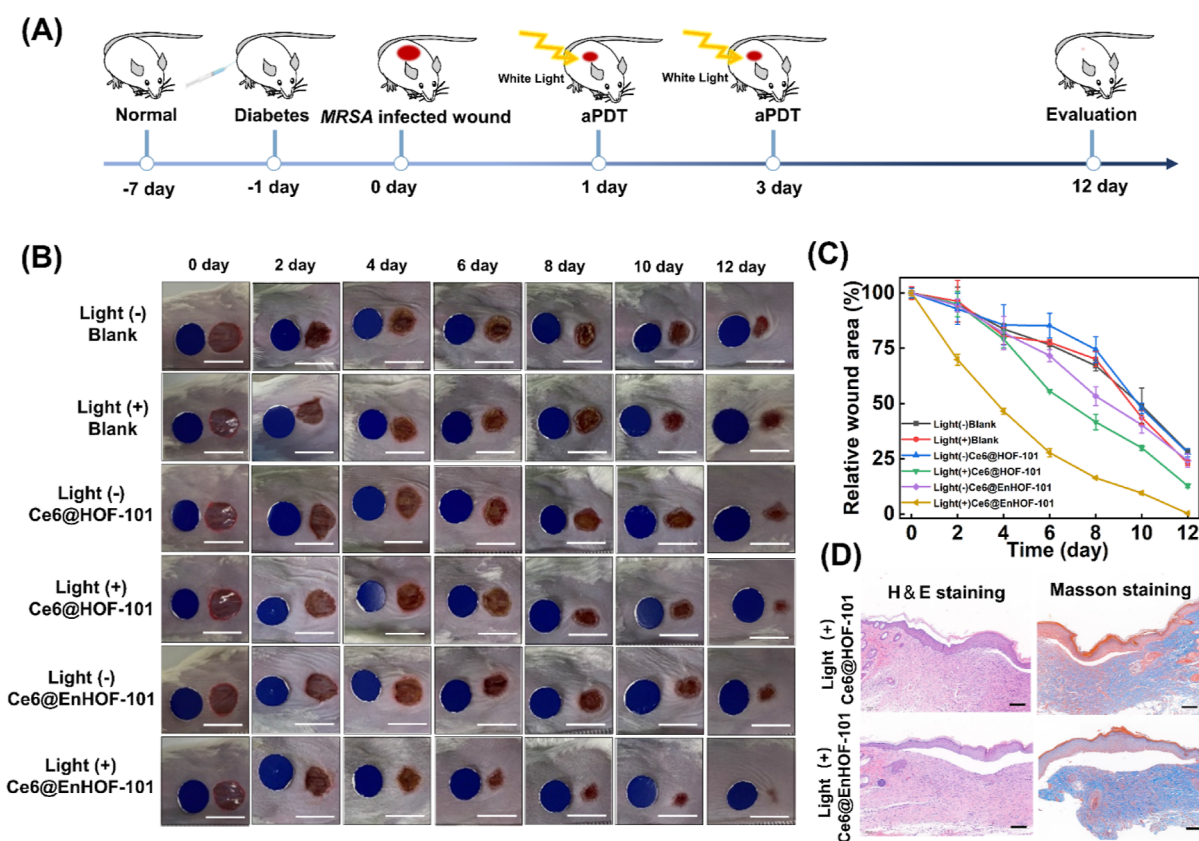 (A)
White Light
White Light
Normal
Diabetes
MRSA infected wound
aPDT
aPDT
Evaluation
-7 day
-1 day
0 day
1 day
3 day
12 day
(B)
0 day
2 day
4 day
6 day
8 day
10 day
12 day
Light (-)
Blank
Light (+)
Blank
Light (-)
Ce6@HOF-101
Light (+)
Ce6@HOF-101
Light (-)
Ce6@EnHOF-101
Light (+)
Ce6@EnHOF-101
(C)
Relative wound area (%)
100
75
50
25
0
Light(-)Blank
Light(+)Blank
Light(-)Ce6@HOF-101
Light(+)Ce6@HOF-101
Light(-)Ce6@EnHOF-101
Light(+)Ce6@EnHOF-101
0
2
4
6
8
10
12
Time (day)
(D)
H & E staining
Masson staining
Light (+)
Ce6@HOF-101
Light (+)
Ce6@EnHOF-101